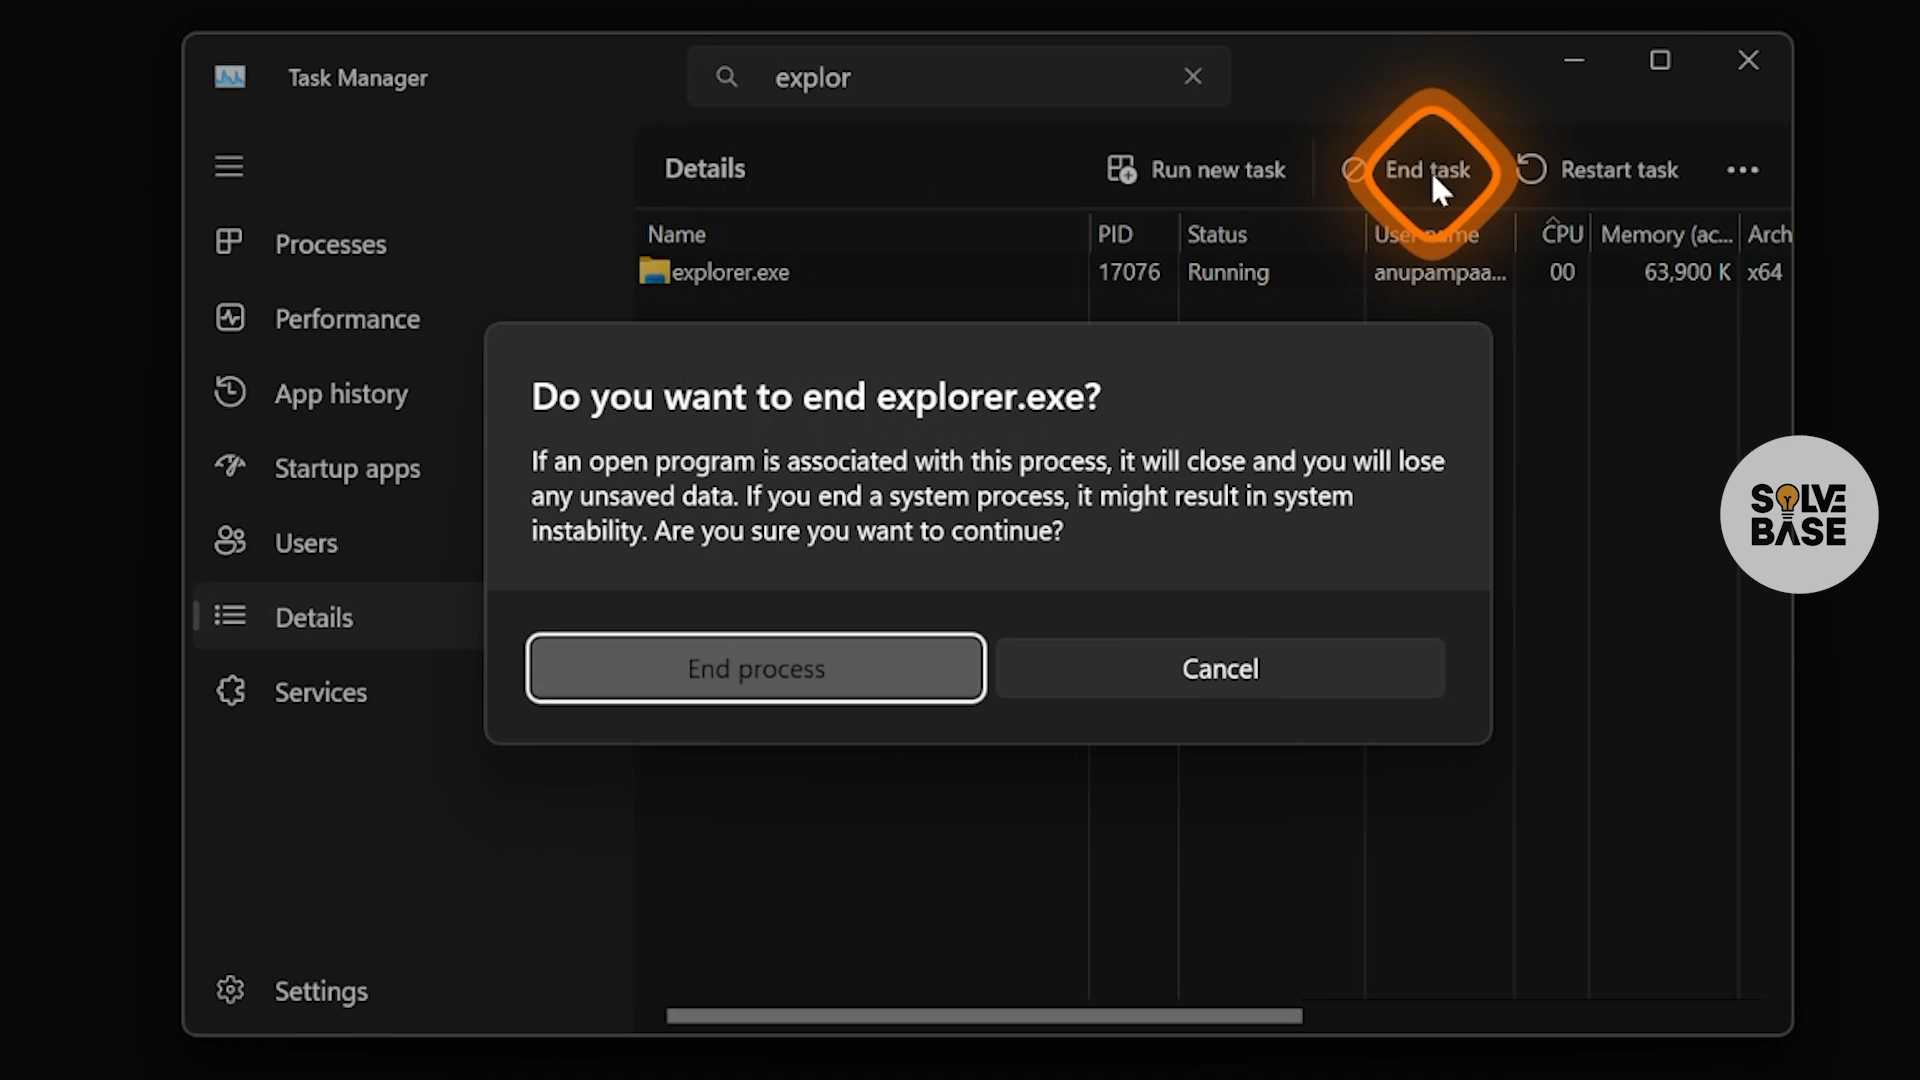 Task Manager
explor
Details
Run new task
End task
Restart task
Name
PID
Status
User name
CPU
Memory (ac...
Arch
explorer.exe
17076
Running
anupampaa...
00
63,900 K
x64
Processes
Performance
App history
Startup apps
Users
Details
Services
Settings
Do you want to end explorer.exe?
If an open program is associated with this process, it will close and you will lose
any unsaved data. If you end a system process, it might result in system
instability. Are you sure you want to continue?
End process
Cancel
SOLVE
BASE